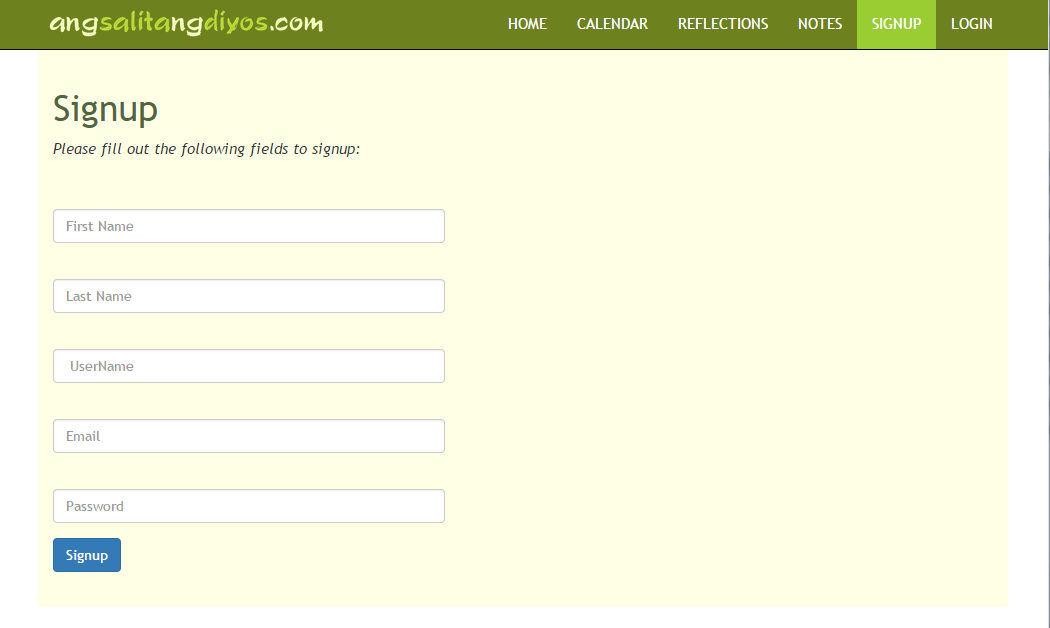 angsalitangdiyos.com
HOME CALENDAR REFLECTIONS NOTES SIGNUP LOGIN
Signup
Please fill out the following fields to signup:
First Name
Last Name
UserName
Email
Password
Signup